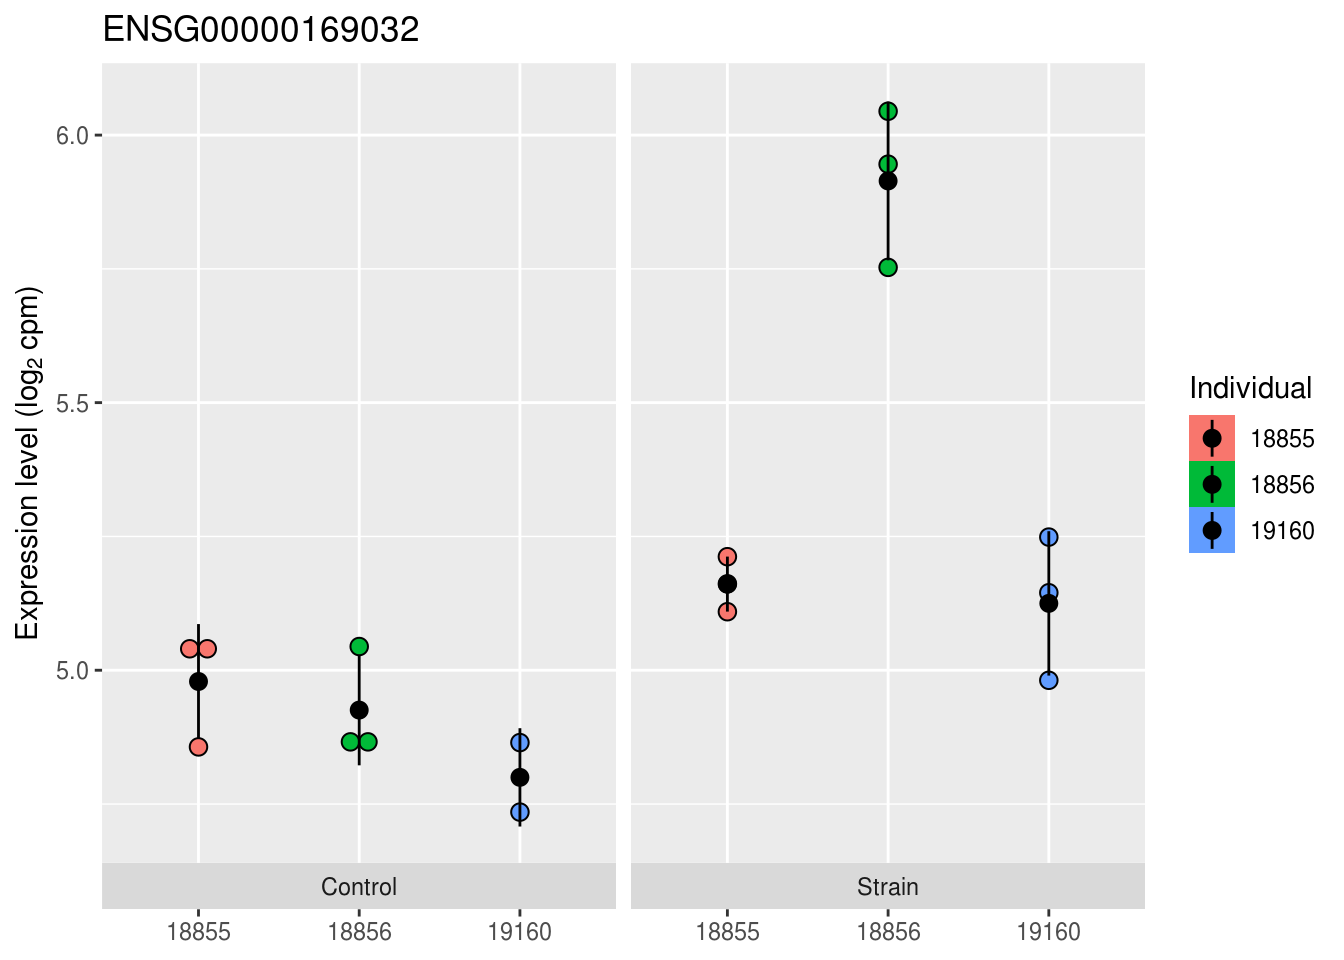 ENSG00000169032
Expression level (log₂ cpm)
6.0
5.5
5.0
Control
Strain
18855
18856
19160
18855
18856
19160
Individual
18855
18856
19160